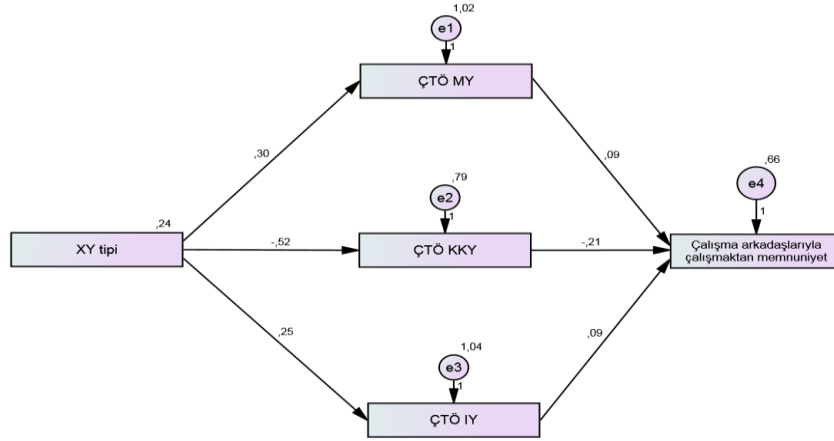 1,02
e1
1
ÇTÖ MY
,30
,09
,79
e2
1
,66
e4
1
,24
XY tipi
-,52
ÇTÖ KKY
-,21
Çalışma arkadaşlarıyla
çalışmaktan memnuniyet
,25
,09
1,04
e3
1
ÇTÖ IY